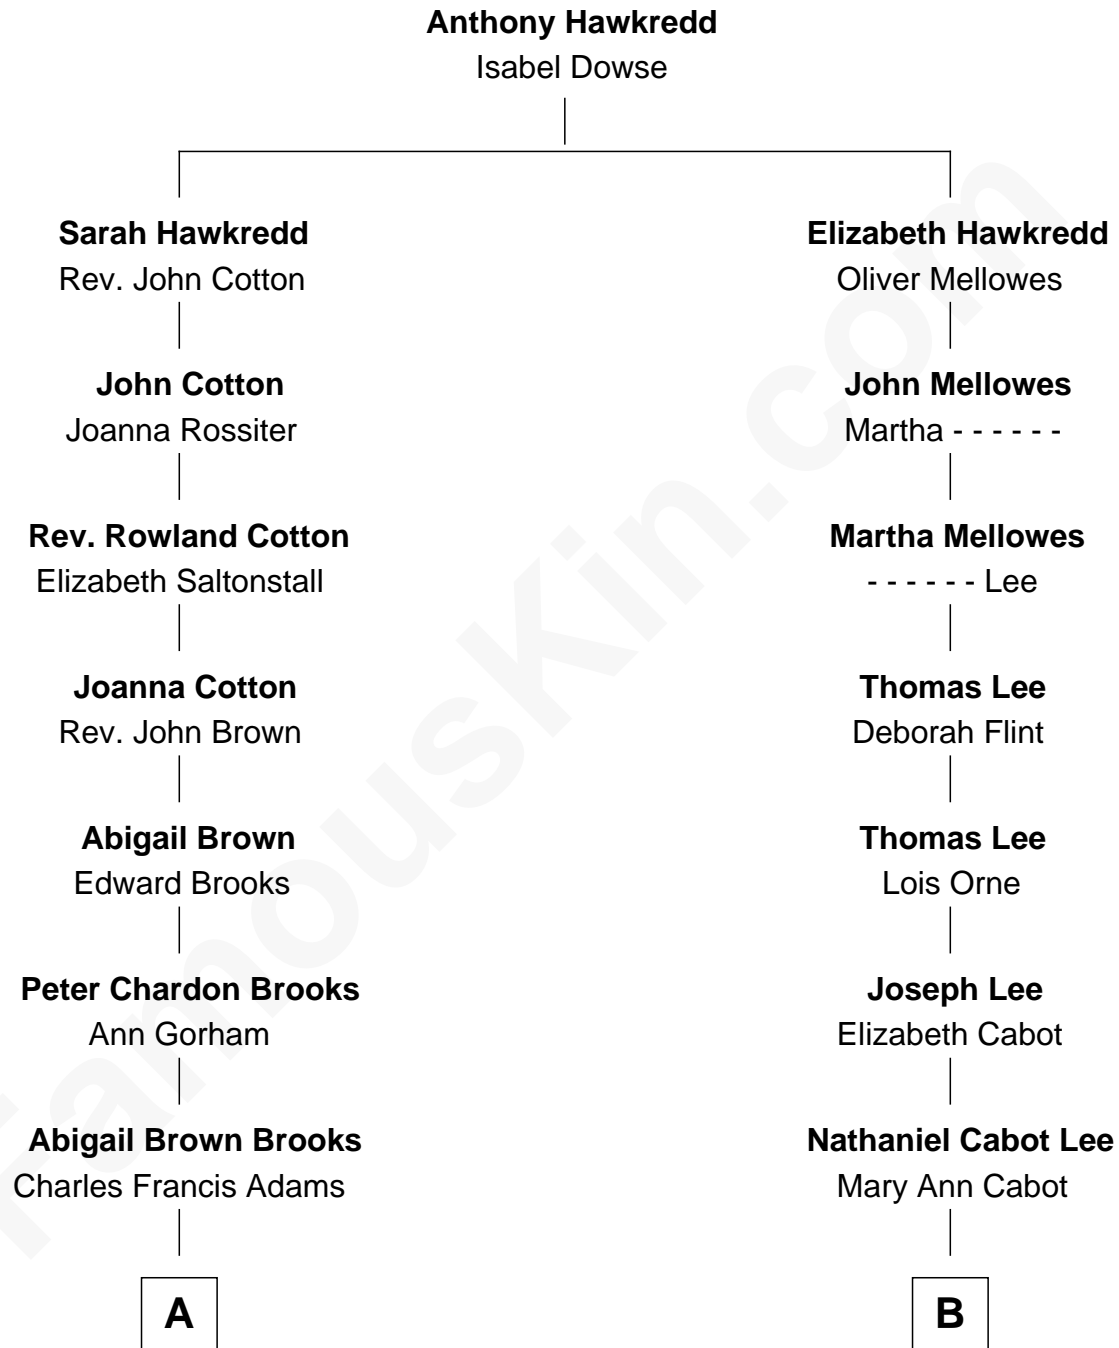 Anthony Hawkredd
Isabel Dowse
Sarah Hawkredd
Rev. John Cotton
John Cotton
Joanna Rossiter
Rev. Rowland Cotton
Elizabeth Saltonstall
Joanna Cotton
Rev. John Brown
Abigail Brown
Edward Brooks
Peter Chardon Brooks
Ann Gorham
Abigail Brown Brooks
Charles Francis Adams
A
Elizabeth Hawkredd
Oliver Mellowes
John Mellowes
Martha - - - - - -
Martha Mellowes
- - - - - - Lee
Thomas Lee
Deborah Flint
Thomas Lee
Lois Orne
Joseph Lee
Elizabeth Cabot
Nathaniel Cabot Lee
Mary Ann Cabot
B
FamousKin.com